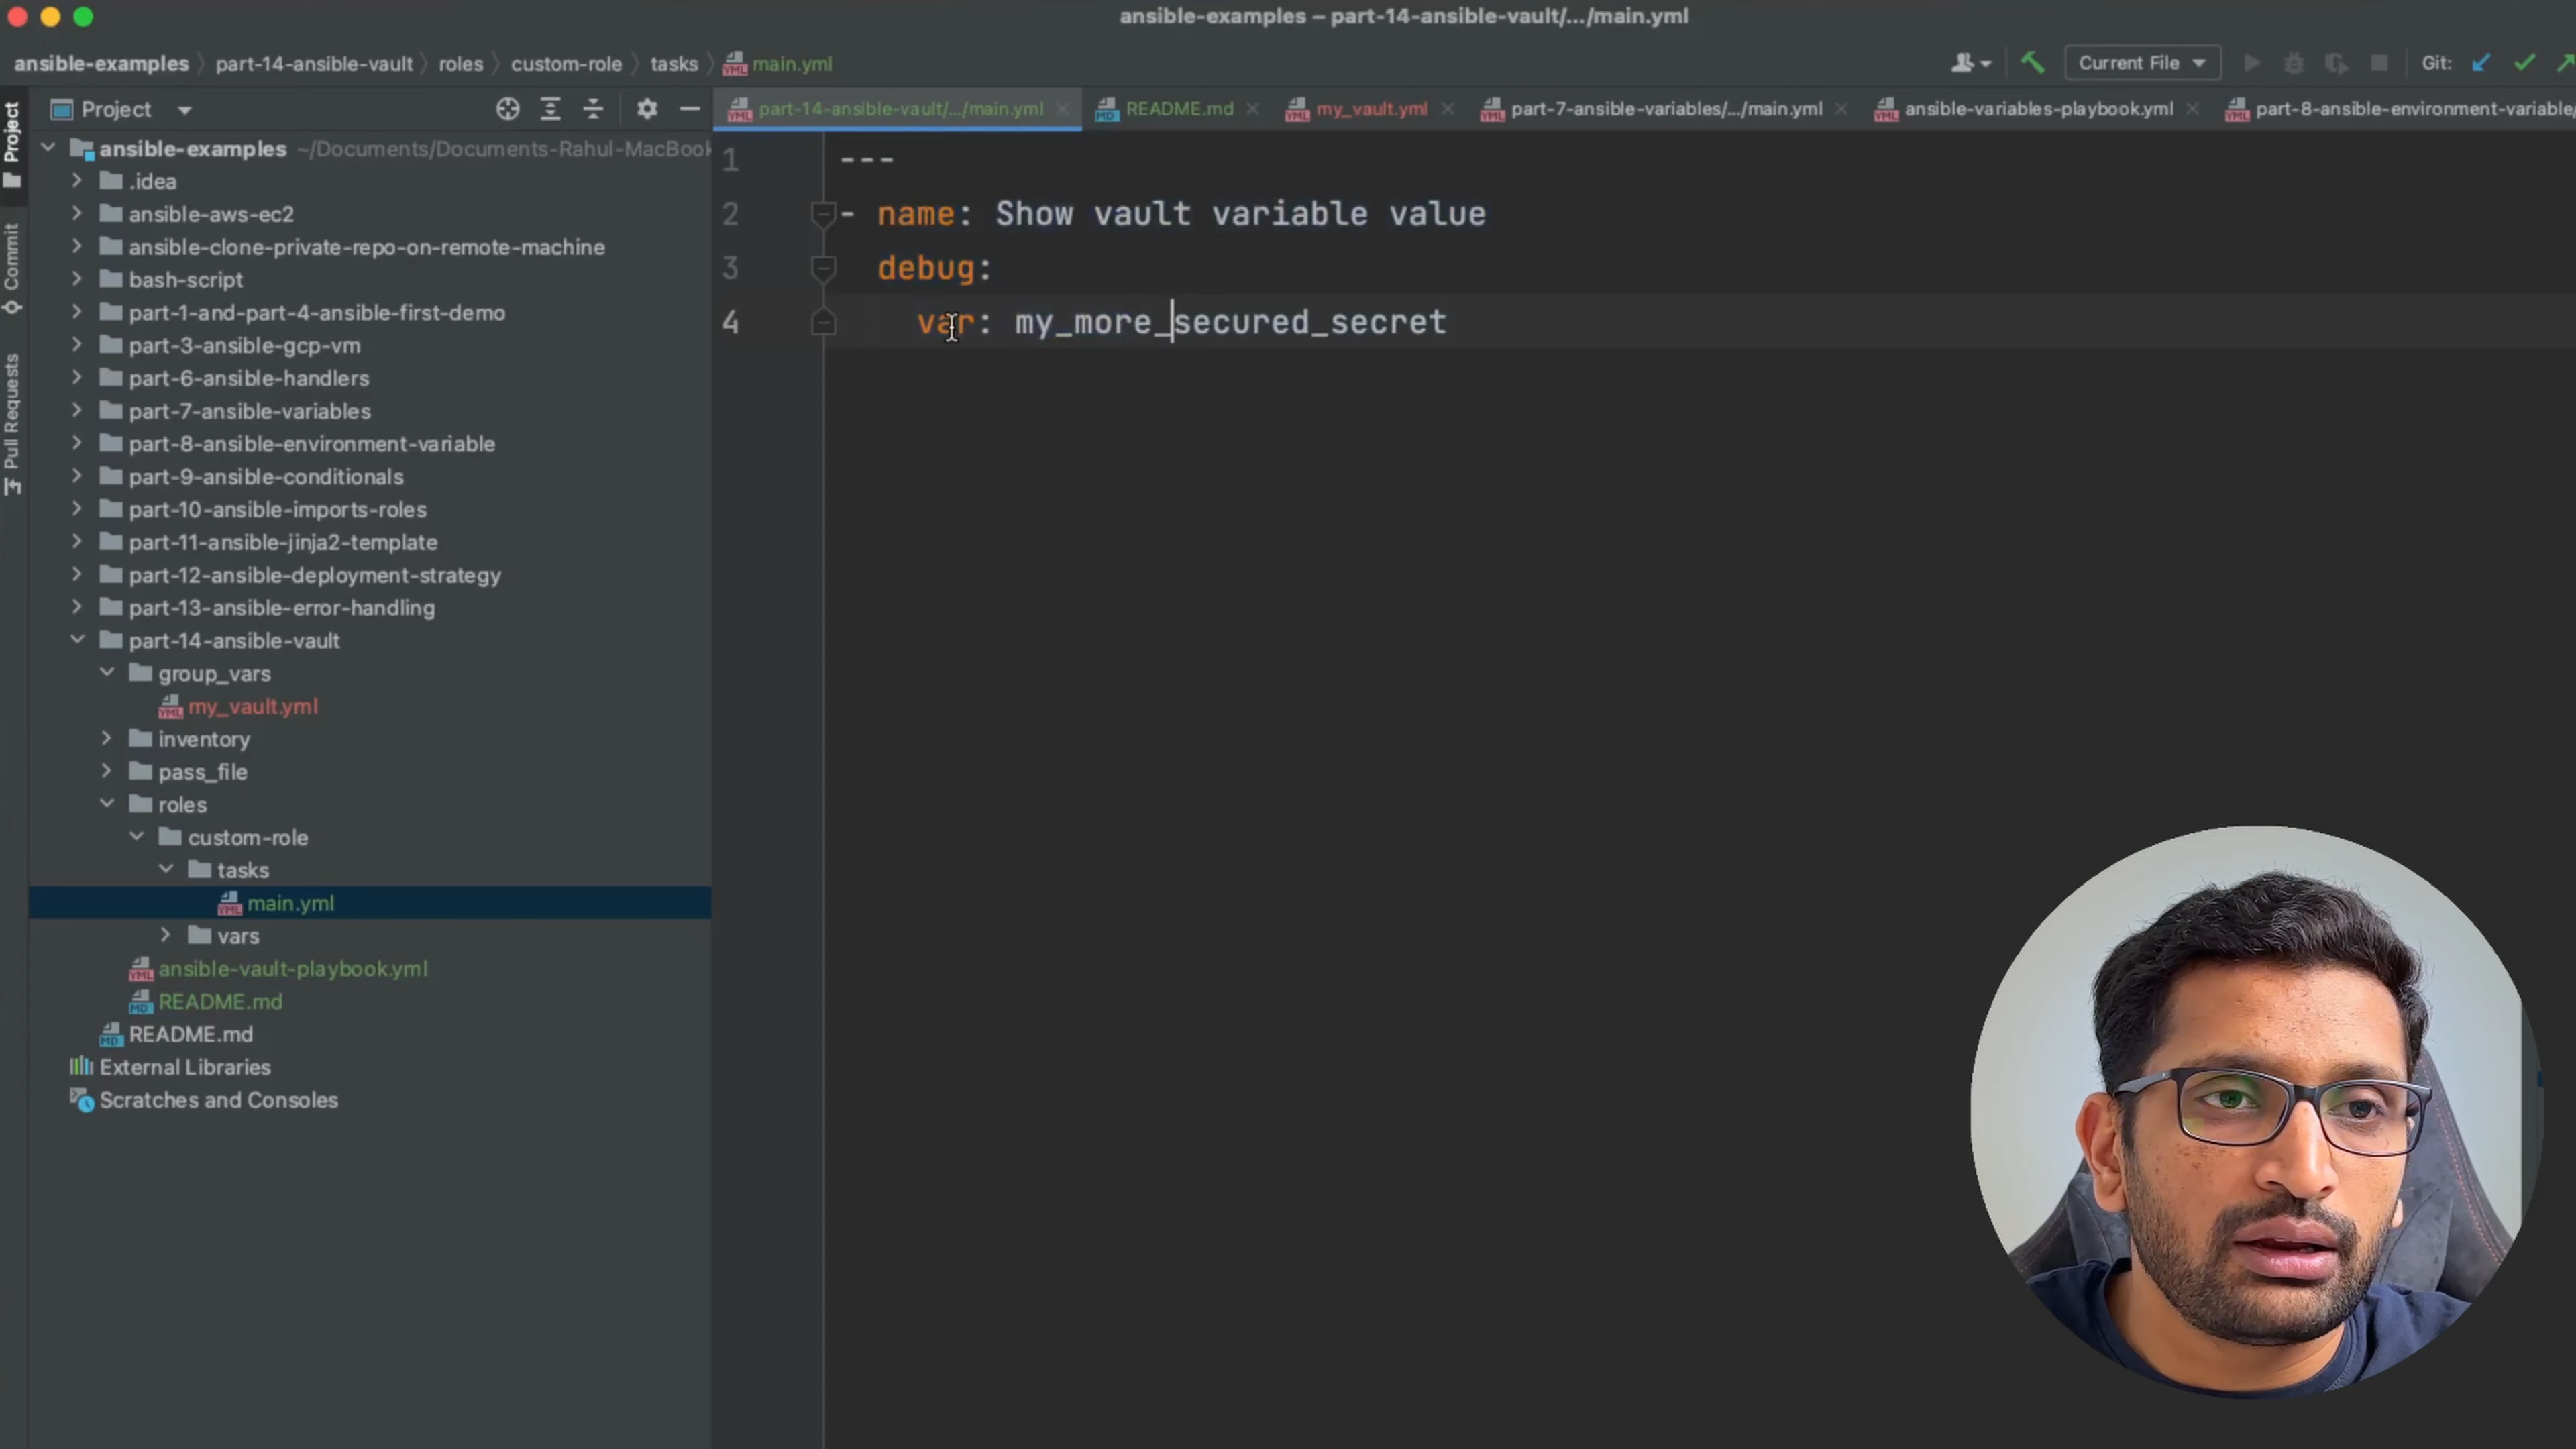 ansible-examples – part-14-ansible-vault/.../main.yml
ansible-examples part-14-ansible-vault roles custom-role tasks main.yml
Current File Git:
Project
part-14-ansible-vault/.../main.yml README.md my_vault.yml part-7-ansible-variables/.../main.yml ansible-variables-playbook.yml part-8-ansible-environment-variable/
Project
Commit
Pull Requests
ansible-examples ~/Documents/Documents-Rahul-MacBook
.idea
ansible-aws-ec2
ansible-clone-private-repo-on-remote-machine
bash-script
part-1-and-part-4-ansible-first-demo
part-3-ansible-gcp-vm
part-6-ansible-handlers
part-7-ansible-variables
part-8-ansible-environment-variable
part-9-ansible-conditionals
part-10-ansible-imports-roles
part-11-ansible-jinja2-template
part-12-ansible-deployment-strategy
part-13-ansible-error-handling
part-14-ansible-vault
group_vars
my_vault.yml
inventory
pass_file
roles
custom-role
tasks
main.yml
vars
ansible-vault-playbook.yml
README.md
README.md
External Libraries
Scratches and Consoles
1 ---
2 - name: Show vault variable value
3 debug:
4 var: my_more_secured_secret